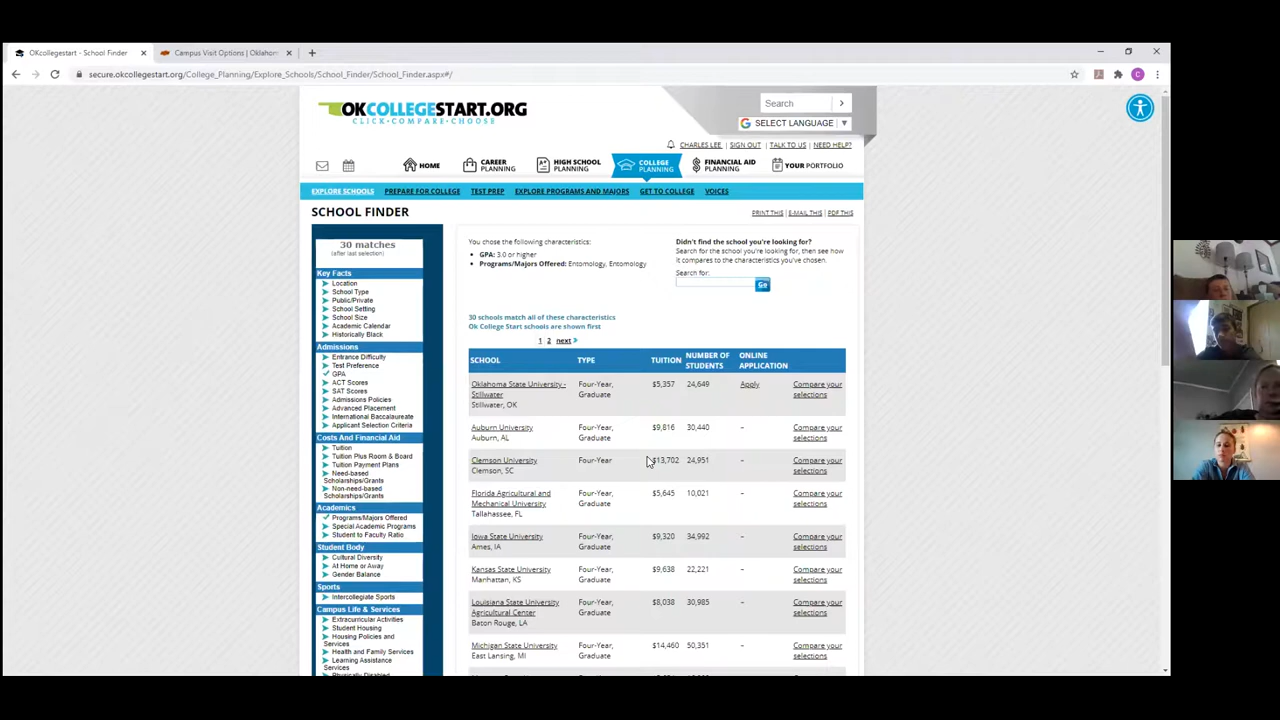 OKcollegestart - School Finder
Campus Visit Options | Oklahom
secure.okcollegestart.org/College_Planning/Explore_Schools/School_Finder/School_Finder.aspx#/
C
OKCOLLEGESTART.ORG
CLICK•COMPARE•CHOOSE
Search
SELECT LANGUAGE
CHARLES LEE
SIGN OUT
TALK TO US
NEED HELP?
HOME
CAREER PLANNING
HIGH SCHOOL PLANNING
COLLEGE PLANNING
FINANCIAL AID PLANNING
YOUR PORTFOLIO
EXPLORE SCHOOLS
PREPARE FOR COLLEGE
TEST PREP
EXPLORE PROGRAMS AND MAJORS
GET TO COLLEGE
VOICES
SCHOOL FINDER
PRINT THIS | E-MAIL THIS | PDF THIS
30 matches
(after last selection)
Key Facts
Location
School Type
Public/Private
School Setting
School Size
Academic Calendar
Historically Black
Admissions
Entrance Difficulty
Test Preference
GPA
ACT Scores
SAT Scores
Admissions Policies
Advanced Placement
International Baccalaureate
Applicant Selection Criteria
Costs And Financial Aid
Tuition
Tuition Plus Room & Board
Tuition Payment Plans
Need-based
Scholarships/Grants
Non-need-based
Scholarships/Grants
Academics
Programs/Majors Offered
Special Academic Programs
Student to Faculty Ratio
Student Body
Cultural Diversity
At Home or Away
Gender Balance
Sports
Intercollegiate Sports
Campus Life & Services
Extracurricular Activities
Student Housing
Housing Policies and
Services
Health and Family Services
Learning Assistance
Services
Physically Disabled
You chose the following characteristics:
GPA: 3.0 or higher
Programs/Majors Offered: Entomology, Entomology
Didn't find the school you're looking for?
Search for the school you're looking for, then see how
it compares to the characteristics you've chosen.
Search for:
Go
30 schools match all of these characteristics
Ok College Start schools are shown first
1 2 next
SCHOOL TYPE TUITION NUMBER OF STUDENTS ONLINE APPLICATION
Oklahoma State University - Stillwater Four-Year, Graduate $5,357 24,649 Apply Compare your selections
Stillwater, OK
Auburn University Four-Year, Graduate $9,816 30,440 – Compare your selections
Auburn, AL
Clemson University Four-Year $13,702 24,951 – Compare your selections
Clemson, SC
Florida Agricultural and Mechanical University Four-Year, Graduate $5,645 10,021 – Compare your selections
Tallahassee, FL
Iowa State University Four-Year, Graduate $9,320 34,992 – Compare your selections
Ames, IA
Kansas State University Four-Year, Graduate $9,638 22,221 – Compare your selections
Manhattan, KS
Louisiana State University Agricultural Center Four-Year, Graduate $8,038 30,985 – Compare your selections
Baton Rouge, LA
Michigan State University Four-Year, Graduate $14,460 50,351 – Compare your selections
East Lansing, MI